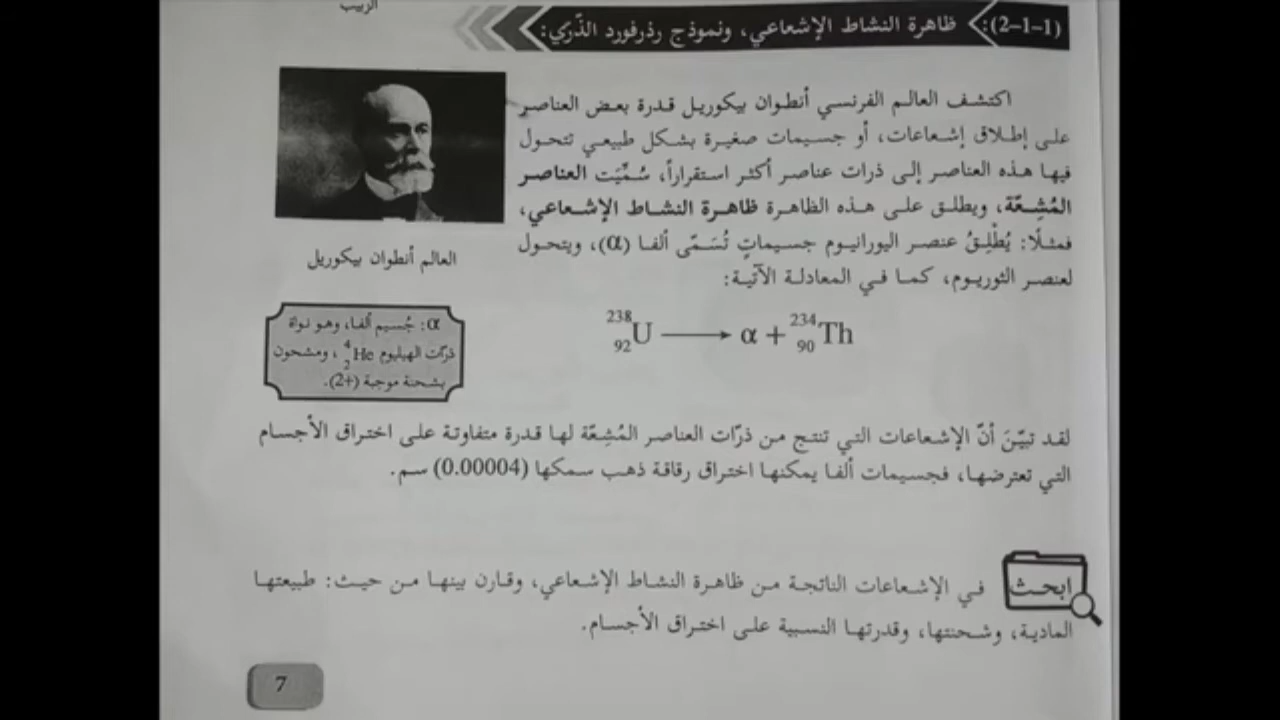 الزبيب
(2-1-1): ظاهرة النشاط الإشعاعي، ونموذج رذرفورد الذّري:
اكتشف العالم الفرنسي أنطوان بيكوريل قدرة بعض العناصر
على إطلاق إشعاعات، أو جسيمات صغيرة بشكل طبيعي تتحول
فيها هذه العناصر إلى ذرات عناصر أكثر استقراراً، سُمِّيَت العناصر
المُشِعّة، ويطلق على هذه الظاهرة ظاهرة النشاط الإشعاعي،
فمثلًا: يُطْلِقُ عنصر اليورانيوم جسيماتٍ تُسَمّى ألفا (α)، ويتحول
لعنصر الثوريوم، كما في المعادلة الآتية:
العالم أنطوان بيكوريل
²³⁸₉₂U ⟶ α + ²³⁴₉₀Th
α: جُسيم ألفا، وهو نواة
ذرّات الهيليوم ⁴₂He، ومشحون
بشحنة موجبة (+2).
لقد تبيّنَ أنّ الإشعاعات التي تنتج من ذرّات العناصر المُشِعّة لها قدرة متفاوتة على اختراق الأجسام
التي تعترضها، فجسيمات ألفا يمكنها اختراق رقاقة ذهب سمكها (0.00004) سم.
ابحث في الإشعاعات الناتجة من ظاهرة النشاط الإشعاعي، وقارن بينها من حيث: طبيعتها
المادية، وشحنتها، وقدرتها النسبية على اختراق الأجسام.
7